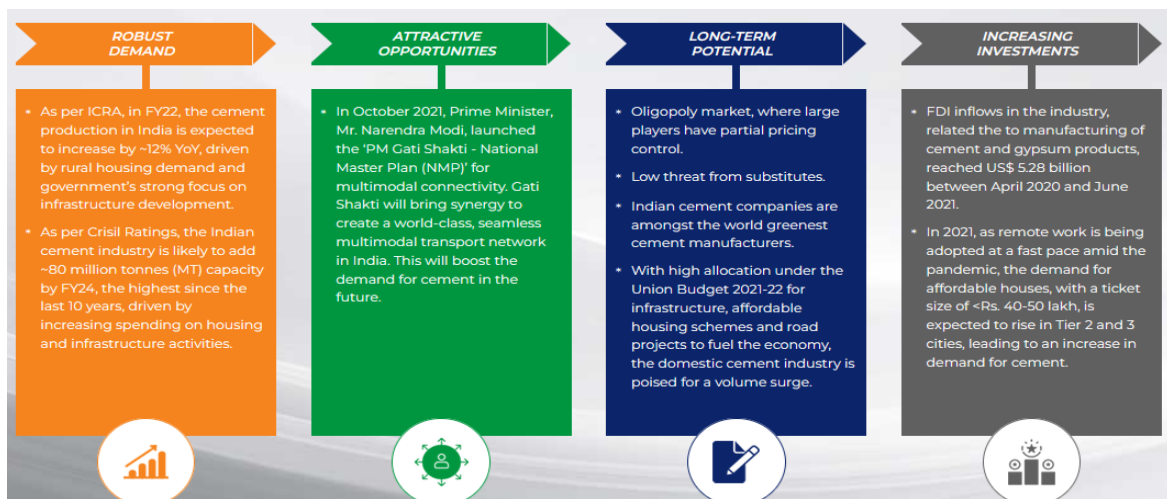 ROBUST
DEMAND
* As per ICRA, in FY22, the cement
production in India is expected
to increase by ~12% YoY, driven
by rural housing demand and
government's strong focus on
infrastructure development.
* As per Crisil Ratings, the Indian
cement industry is likely to add
~80 million tonnes (MT) capacity
by FY24, the highest since the
last 10 years, driven by
increasing spending on housing
and infrastructure activities.
ATTRACTIVE
OPPORTUNITIES
* In October 2021, Prime Minister,
Mr. Narendra Modi, launched
the 'PM Gati Shakti - National
Master Plan (NMP)' for
multimodal connectivity. Gati
Shakti will bring synergy to
create a world-class, seamless
multimodal transport network
in India. This will boost the
demand for cement in the
future.
LONG-TERM
POTENTIAL
* Oligopoly market, where large
players have partial pricing
control.
* Low threat from substitutes.
* Indian cement companies are
amongst the world greenest
cement manufacturers.
* With high allocation under the
Union Budget 2021-22 for
infrastructure, affordable
housing schemes and road
projects to fuel the economy,
the domestic cement industry is
poised for a volume surge.
INCREASING
INVESTMENTS
* FDI inflows in the industry,
related the to manufacturing of
cement and gypsum products,
reached US$ 5.28 billion
between April 2020 and June
2021.
* In 2021, as remote work is being
adopted at a fast pace amid the
pandemic, the demand for
affordable houses, with a ticket
size of <Rs. 40-50 lakh, is
expected to rise in Tier 2 and 3
cities, leading to an increase in
demand for cement.